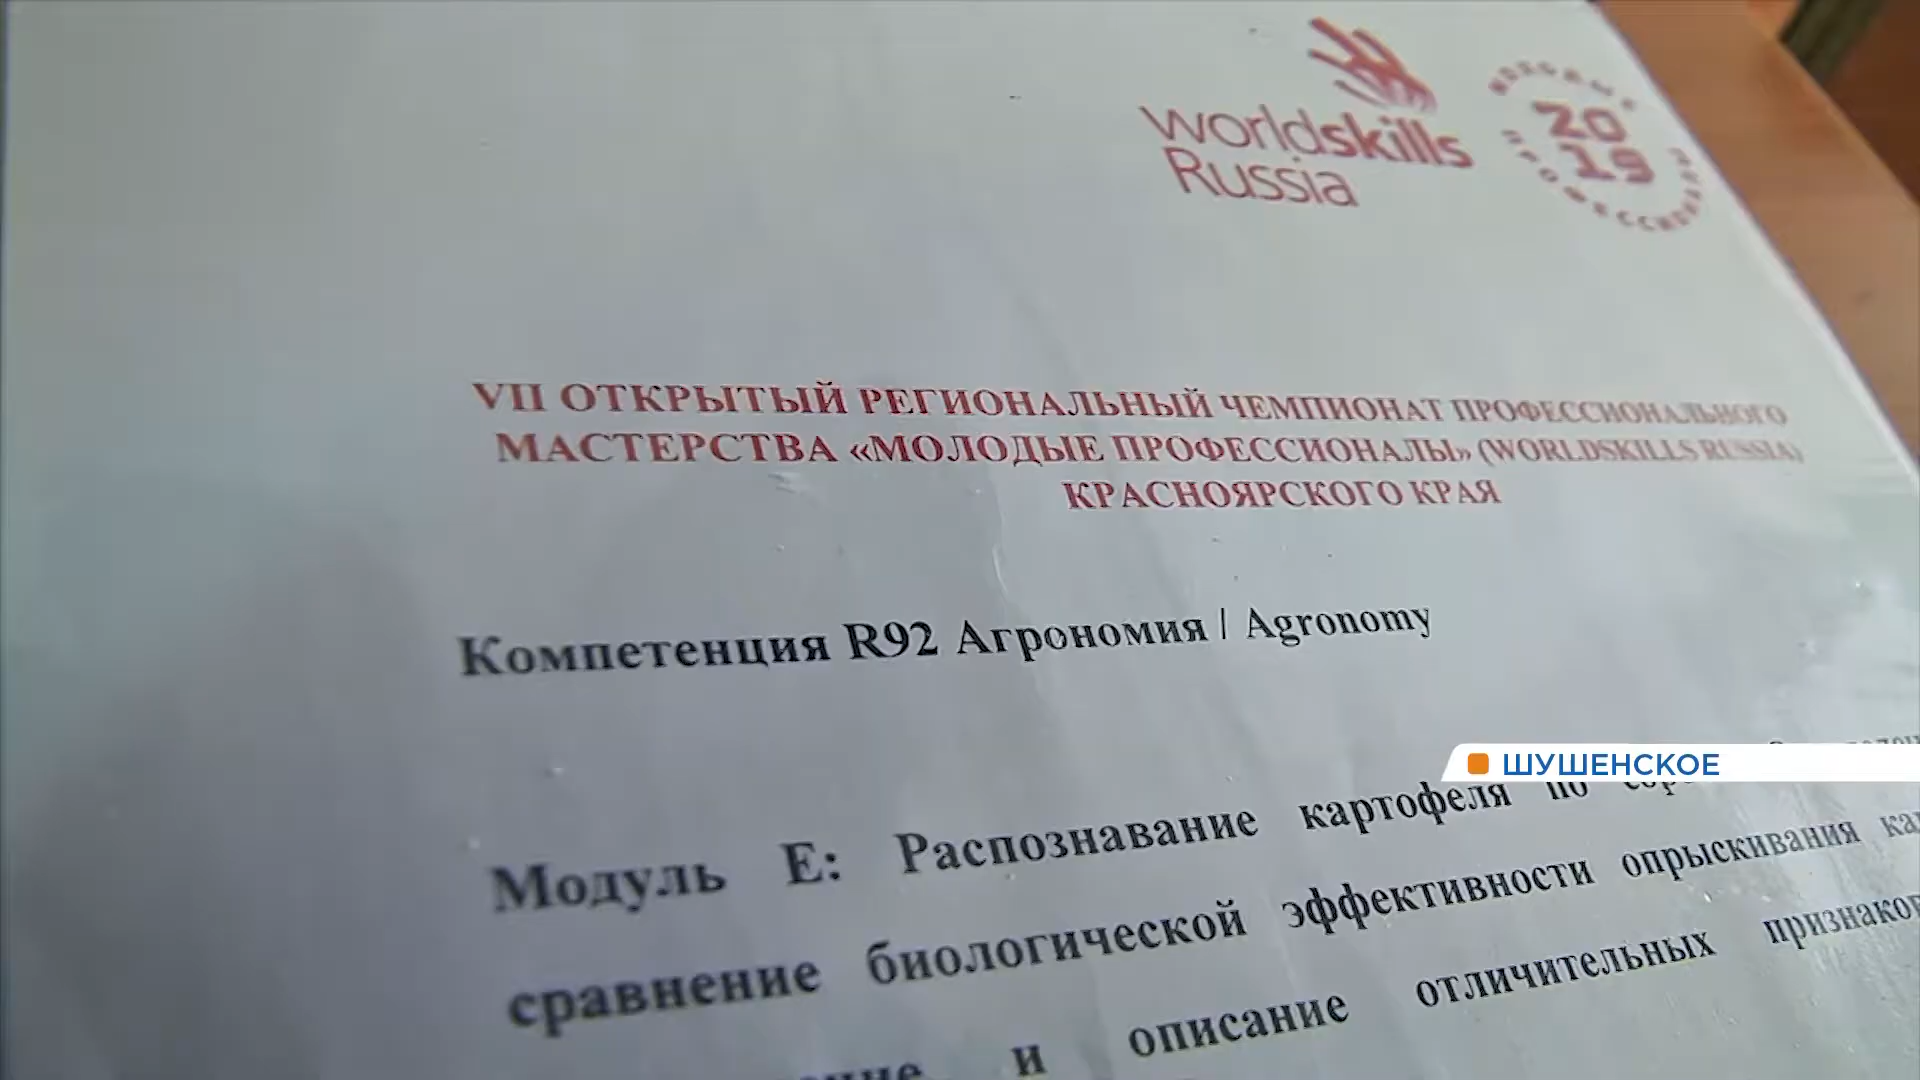 worldskills
Russia
20
19
VII ОТКРЫТЫЙ РЕГИОНАЛЬНЫЙ ЧЕМПИОНАТ ПРОФЕССИОНАЛЬНОГО
МАСТЕРСТВА «МОЛОДЫЕ ПРОФЕССИОНАЛЫ» (WORLDSKILLS RUSSIA)
КРАСНОЯРСКОГО КРАЯ
Компетенция R92 Агрономия / Agronomy
ШУШЕНСКОЕ
Модуль E: Распознавание картофеля по
сравнение биологической эффективности опрыскивания
и описание отличительных признаков